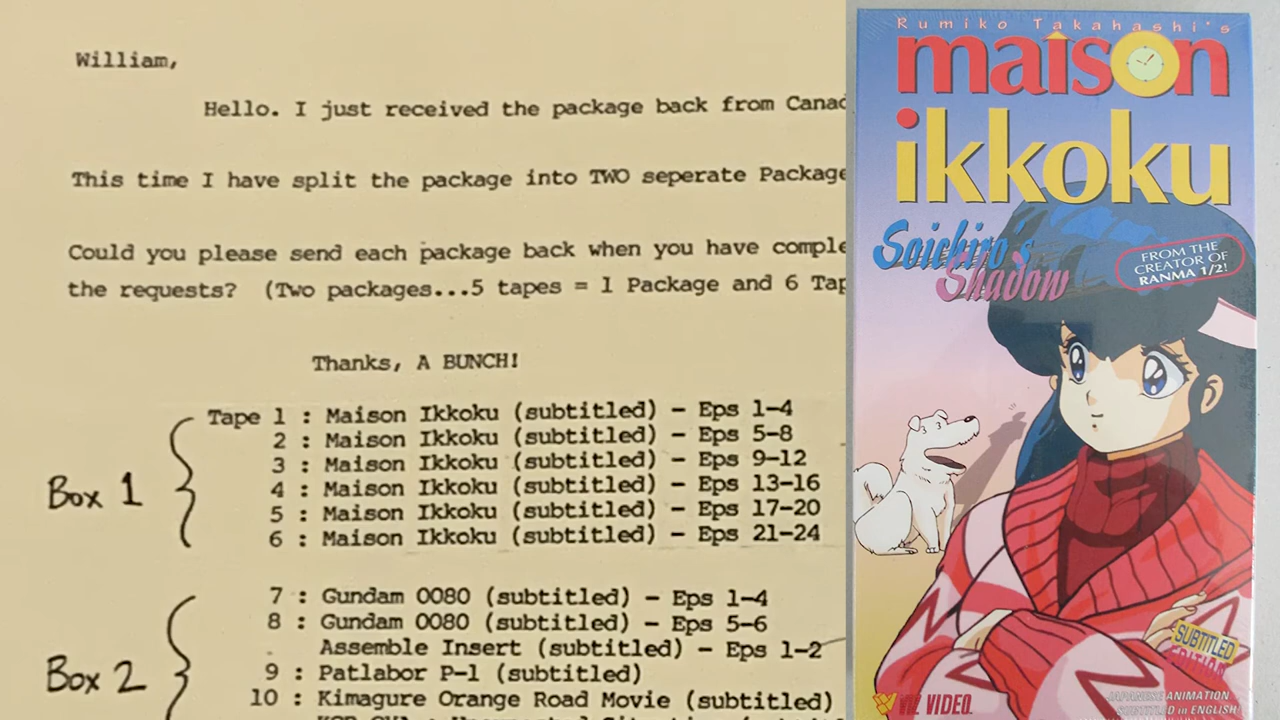 William,
Hello. I just received the package back from Canad
This time I have split the package into TWO seperate Package
Could you please send each package back when you have comple
the requests? (Two packages...5 tapes = 1 Package and 6 Tap
Thanks, A BUNCH!
Box 1
Tape 1 : Maison Ikkoku (subtitled) - Eps 1-4
2 : Maison Ikkoku (subtitled) - Eps 5-8
3 : Maison Ikkoku (subtitled) - Eps 9-12
4 : Maison Ikkoku (subtitled) - Eps 13-16
5 : Maison Ikkoku (subtitled) - Eps 17-20
6 : Maison Ikkoku (subtitled) - Eps 21-24
Box 2
7 : Gundam 0080 (subtitled) - Eps 1-4
8 : Gundam 0080 (subtitled) - Eps 5-6
Assemble Insert (subtitled) - Eps 1-2
9 : Patlabor P-1 (subtitled)
10 : Kimagure Orange Road Movie (subtitled)
Rumiko Takahashi's
maison
ikkoku
Soichiro's
Shadow
FROM THE
CREATOR OF
RANMA 1/2!
SUBTITLED
EDITION
VIZ VIDEO
JAPANESE ANIMATION
SUBTITLED in ENGLISH